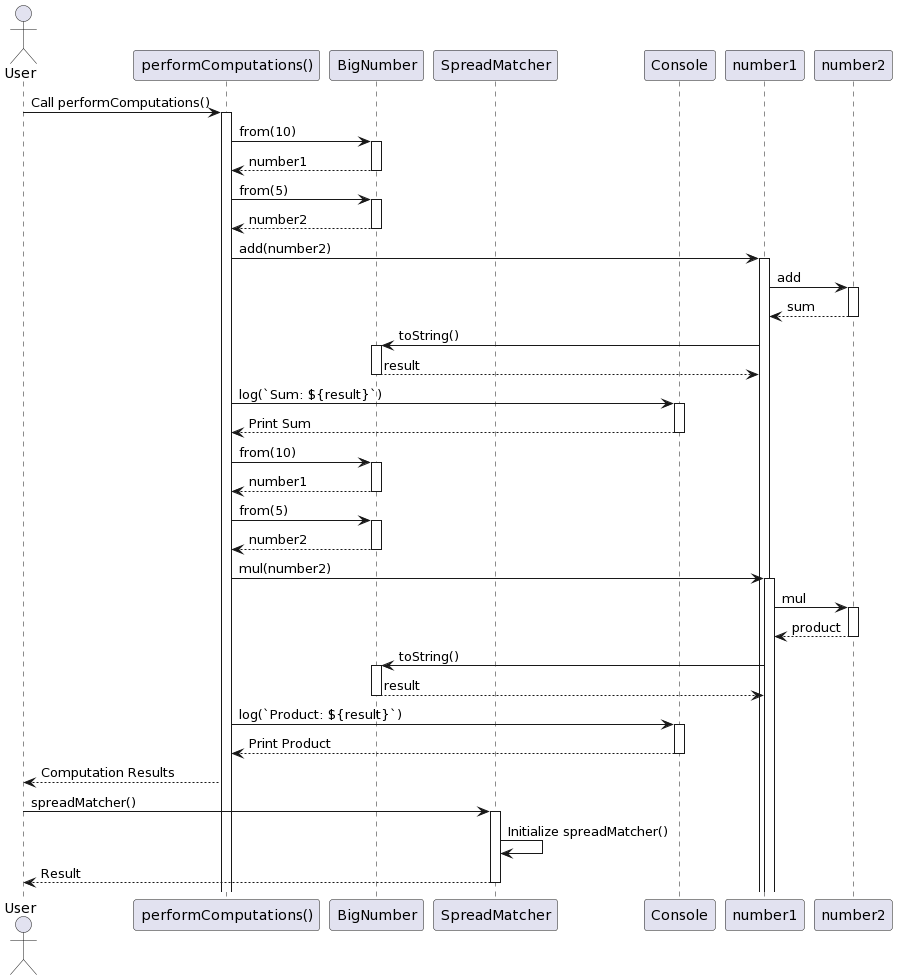 User
performComputations()
BigNumber
SpreadMatcher
Console
number1
number2
Call performComputations()
from(10)
number1
from(5)
number2
add(number2)
add
sum
toString()
result
log(`Sum: ${result}`)
Print Sum
from(10)
number1
from(5)
number2
mul(number2)
mul
product
toString()
result
log(`Product: ${result}`)
Print Product
Computation Results
spreadMatcher()
Initialize spreadMatcher()
Result
User
performComputations()
BigNumber
SpreadMatcher
Console
number1
number2